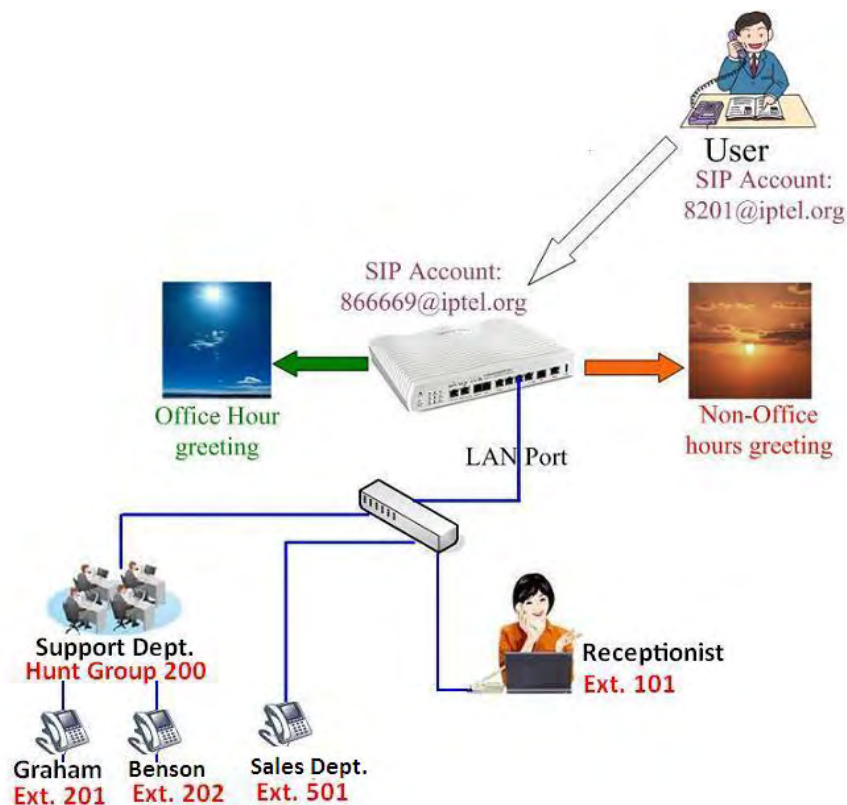 User
SIP Account:
8201@iptel.org
SIP Account:
866669@iptel.org
Office Hour
greeting
Non-Office
hours greeting
LAN Port
Support Dept.
Hunt Group 200
Receptionist
Ext. 101
Graham
Ext. 201
Benson
Ext. 202
Sales Dept.
Ext. 501